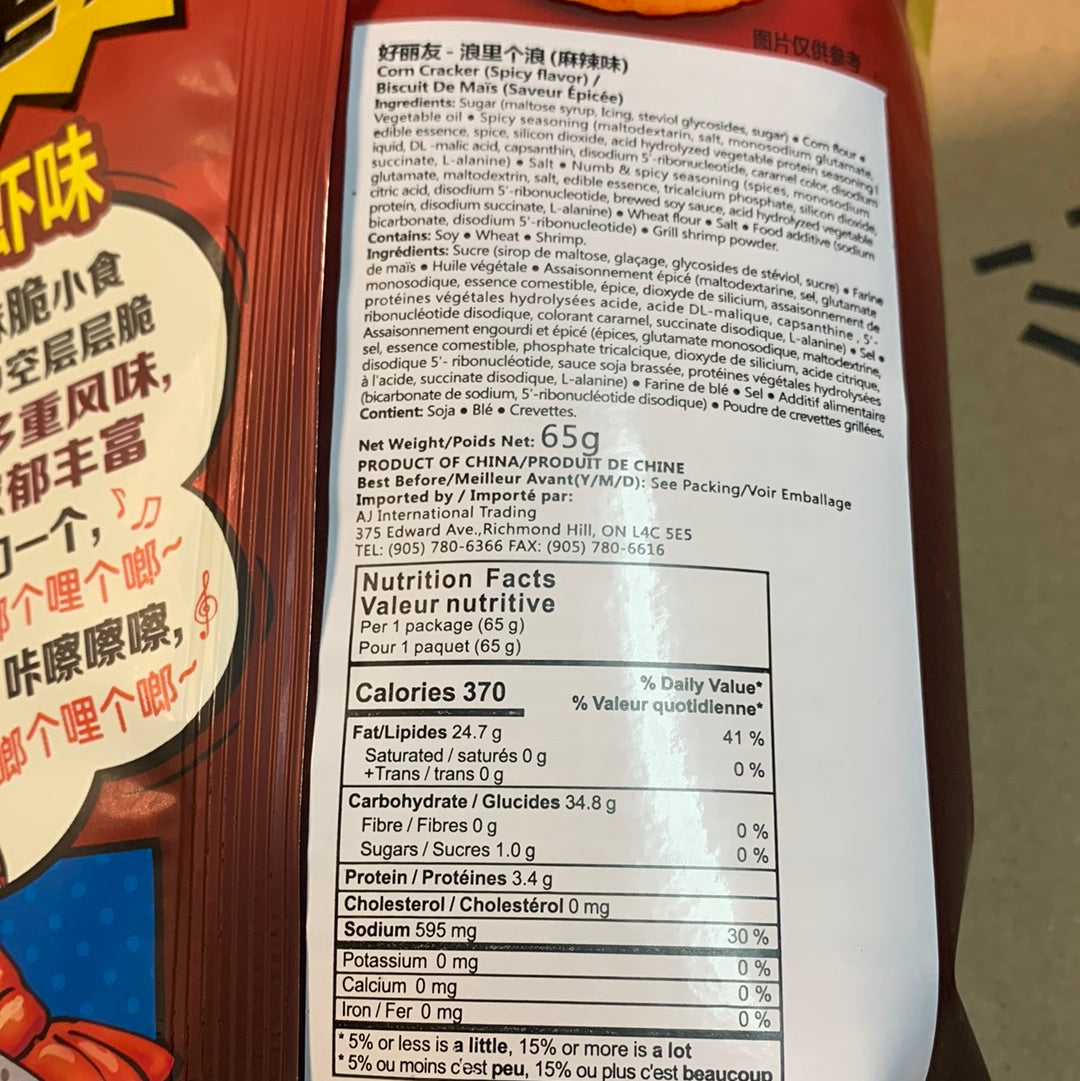 虾味
脆小食
空层层脆
多重风味,
郁丰富
一个,
个哩个啷~
咔嚓嚓嚓,
啷个哩个啷~
图片仅供参考
好丽友 - 浪里个浪 (麻辣味)
Corn Cracker (Spicy flavor) /
Biscuit De Maïs (Saveur Épicée)
Ingredients: Sugar (maltose syrup, Icing, steviol glycosides, sugar) • Corn flour •
Vegetable oil • Spicy seasoning (maltodextarin, salt, monosodium glutamate,
edible essence, spice, silicon dioxide, acid hydrolyzed vegetable protein seasoning l
iquid, DL -malic acid, capsanthin, disodium 5'-ribonucleotide, caramel color, disodium
succinate, L-alanine) • Salt • Numb & spicy seasoning (spices, monosodium
glutamate, maltodextrin, salt, edible essence, tricalcium phosphate, silicon dioxide,
citric acid, disodium 5'-ribonucleotide, brewed soy sauce, acid hydrolyzed vegetable
protein, disodium succinate, L-alanine) • Wheat flour • Salt • Food additive (sodium
bicarbonate, disodium 5'-ribonucleotide) • Grill shrimp powder.
Contains: Soy • Wheat • Shrimp.
Ingrédients: Sucre (sirop de maltose, glaçage, glycosides de stéviol, sucre) • Farine
de maïs • Huile végétale • Assaisonnement épicé (maltodextarine, sel, glutamate
monosodique, essence comestible, épice, dioxyde de silicium, assaisonnement de
protéines végétales hydrolysées acide, acide DL-malique, capsanthine , 5'-
ribonucléotide disodique, colorant caramel, succinate disodique, L-alanine) • Sel •
Assaisonnement engourdi et épicé (épices, glutamate monosodique, maltodextrine,
sel, essence comestible, phosphate tricalcique, dioxyde de silicium, acide citrique,
disodique 5'- ribonucléotide, sauce soja brassée, protéines végétales hydrolysées
à l'acide, succinate disodique, L-alanine) • Farine de blé • Sel • Additif alimentaire
(bicarbonate de sodium, 5'-ribonucléotide disodique) • Poudre de crevettes grillées.
Contient: Soja • Blé • Crevettes.
Net Weight/Poids Net: 65g
PRODUCT OF CHINA/PRODUIT DE CHINE
Best Before/Meilleur Avant(Y/M/D): See Packing/Voir Emballage
Imported by / Importé par:
AJ International Trading
375 Edward Ave.,Richmond Hill, ON L4C 5E5
TEL: (905) 780-6366 FAX: (905) 780-6616
Nutrition Facts
Valeur nutritive
Per 1 package (65 g)
Pour 1 paquet (65 g)
Calories 370
% Daily Value*
% Valeur quotidienne*
Fat/Lipides 24.7 g 41 %
Saturated / saturés 0 g
+Trans / trans 0 g 0 %
Carbohydrate / Glucides 34.8 g
Fibre / Fibres 0 g 0 %
Sugars / Sucres 1.0 g 0 %
Protein / Protéines 3.4 g
Cholesterol / Cholestérol 0 mg
Sodium 595 mg 30 %
Potassium 0 mg 0 %
Calcium 0 mg 0 %
Iron / Fer 0 mg 0 %
* 5% or less is a little, 15% or more is a lot
* 5% ou moins c'est peu, 15% ou plus c'est beaucoup